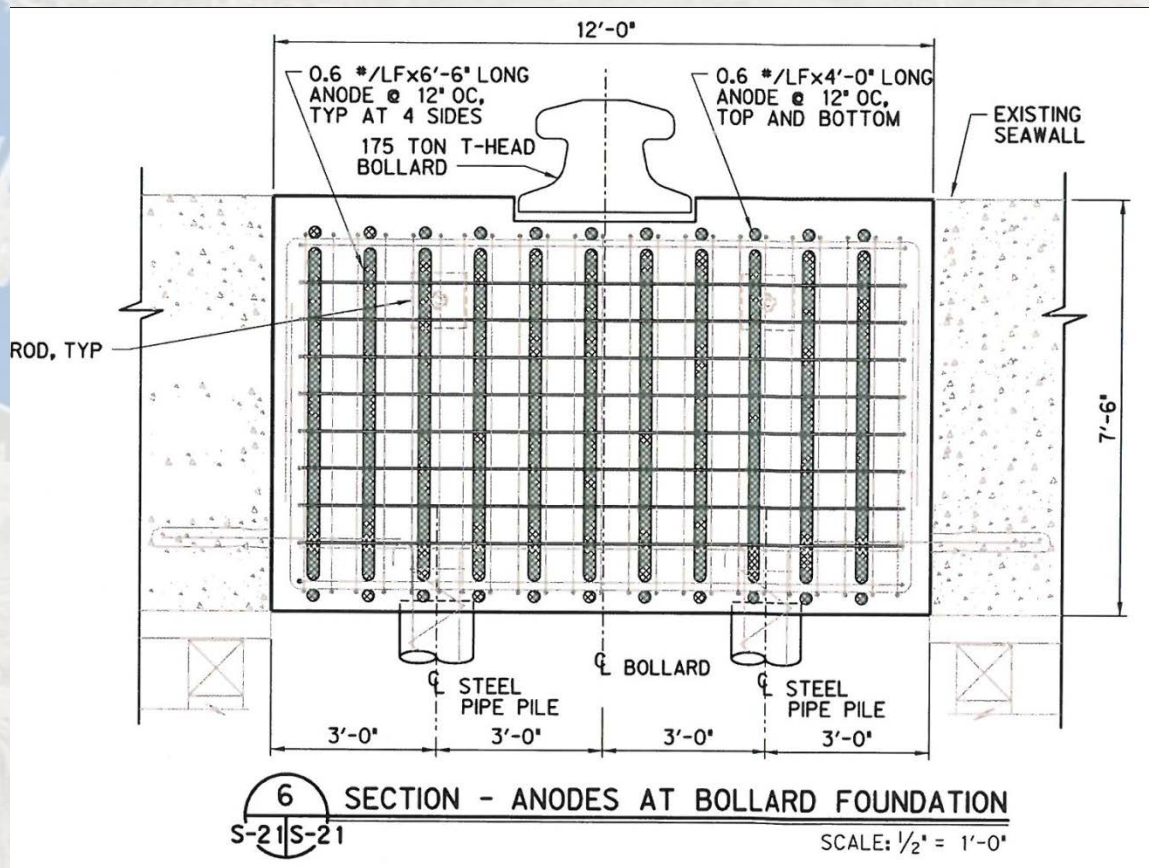 12'-0"
0.6 #/LFx6'-6" LONG
ANODE @ 12" OC,
TYP AT 4 SIDES
175 TON T-HEAD
BOLLARD
0.6 #/LFx4'-0" LONG
ANODE @ 12" OC,
TOP AND BOTTOM
EXISTING
SEAWALL
ROD, TYP
7'-6"
℄ BOLLARD
℄ STEEL
PIPE PILE
℄ STEEL
PIPE PILE
3'-0" 3'-0" 3'-0" 3'-0"
6
S-21 S-21
SECTION - ANODES AT BOLLARD FOUNDATION
SCALE: 1/2" = 1'-0"